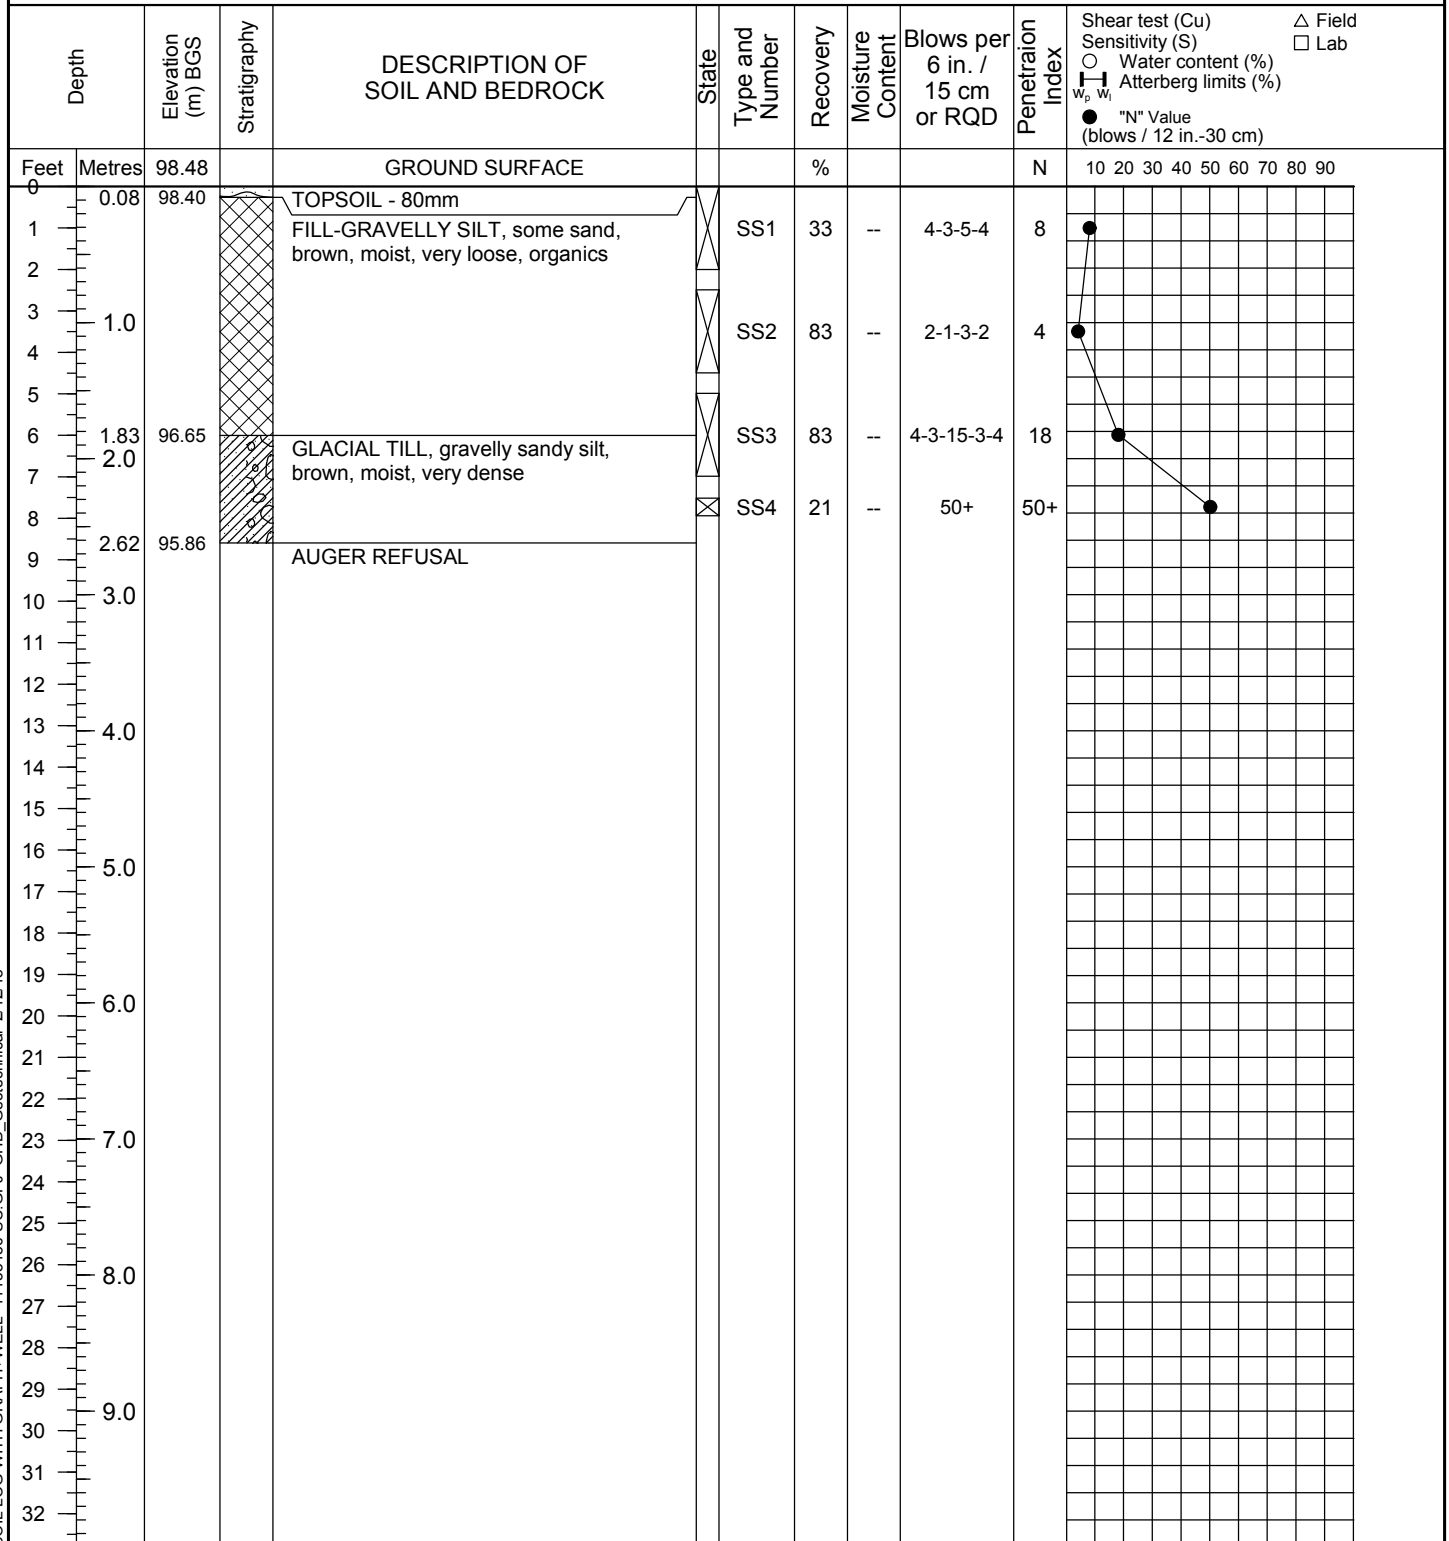 Depth
Elevation
(m) BGS
Stratigraphy
DESCRIPTION OF
SOIL AND BEDROCK
State
Type and
Number
Recovery
Moisture
Content
Blows per
6 in. /
15 cm
or RQD
Penetraion
Index
Shear test (Cu)
Sensitivity (S)
Water content (%)
Wp Wl Atterberg limits (%)
"N" Value
(blows / 12 in.-30 cm)
Field
Lab
Feet Metres 98.48 GROUND SURFACE % N 10 20 30 40 50 60 70 80 90
0
0.08 98.40 TOPSOIL - 80mm
1 FILL-GRAVELLY SILT, some sand, SS1 33 -- 4-3-5-4 8
brown, moist, very loose, organics
2
3
1.0 SS2 83 -- 2-1-3-2 4
4
5
6 1.83 96.65 SS3 83 -- 4-3-15-3-4 18
GLACIAL TILL, gravelly sandy silt,
2.0
brown, moist, very dense
7
SS4 21 -- 50+ 50+
8
2.62 95.86
AUGER REFUSAL
9
10 3.0
11
12
13
4.0
14
15
16
5.0
17
18
19
6.0
20
21
22
23 7.0
24
25
26
8.0
27
28
29
9.0
30
31
32